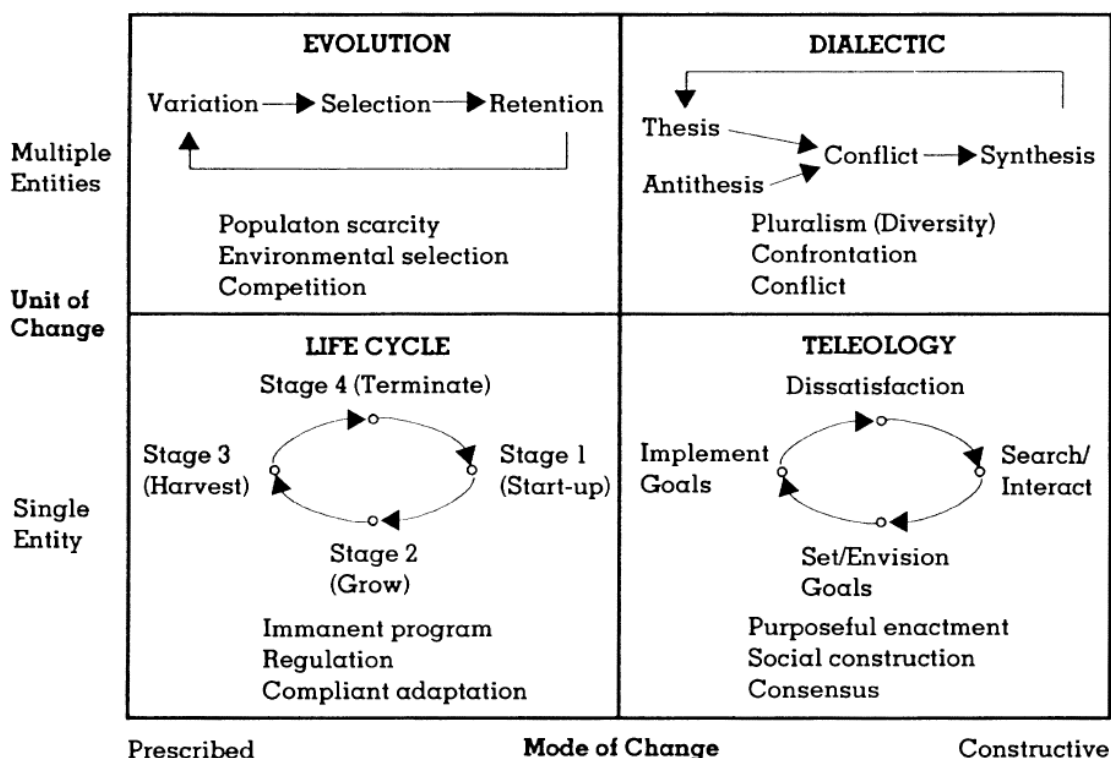 EVOLUTION
Variation Selection Retention
Populaton scarcity
Environmental selection
Competition
DIALECTIC
Thesis
Antithesis
Conflict Synthesis
Pluralism (Diversity)
Confrontation
Conflict
Multiple
Entities
Unit of
Change
Single
Entity
LIFE CYCLE
Stage 4 (Terminate)
Stage 3
(Harvest)
Stage 1
(Start-up)
Stage 2
(Grow)
Immanent program
Regulation
Compliant adaptation
TELEOLOGY
Dissatisfaction
Implement
Goals
Search/
Interact
Set/Envision
Goals
Purposeful enactment
Social construction
Consensus
Prescribed Mode of Change Constructive